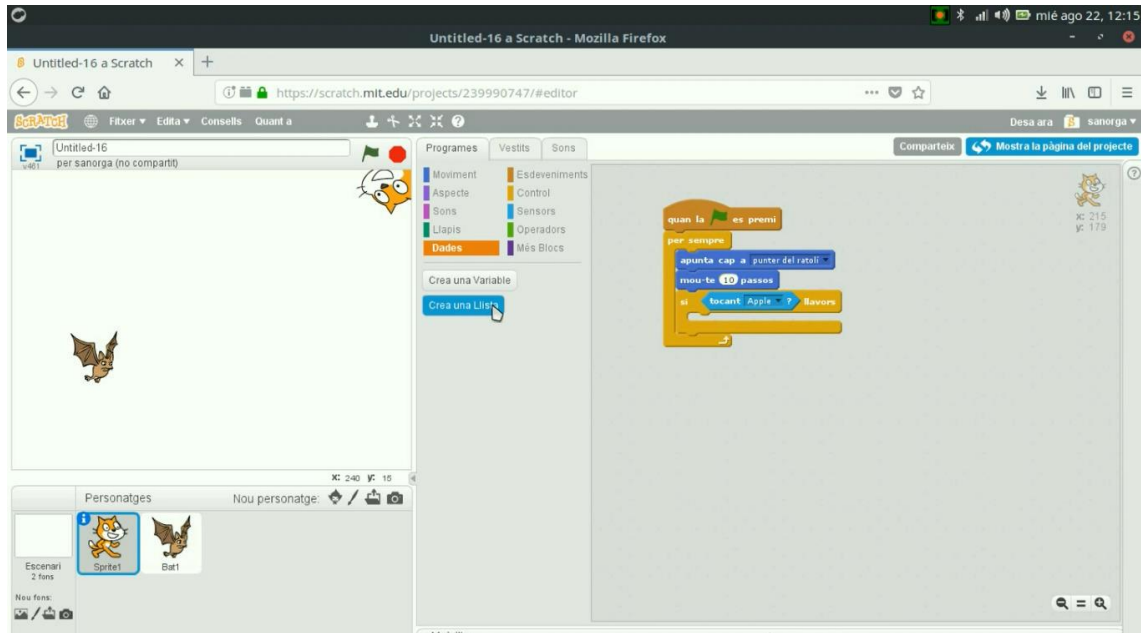 mié ago 22, 12:15
Untitled-16 a Scratch - Mozilla Firefox
Untitled-16 a Scratch
https://scratch.mit.edu/projects/239990747/#editor
SCRATCH Fitxer Edita Consells Quant a
Desa ara sanorga
v461
Untitled-16
per sanorga (no compartit)
Programes Vestits Sons
Comparteix Mostra la pàgina del projecte
Moviment Esdeveniments
Aspecte Control
Sons Sensors
Llapis Operadors
Dades Més Blocs
Crea una Variable
Crea una Llista
quan la es premi
per sempre
apunta cap a punter del ratolí
mou-te 10 passos
si tocant Apple ? llavors
x: 215
y: 179
X: 240 Y: 15
Personatges Nou personatge:
Escenari
2 fons
Sprite1
Bat1
Nou fons: